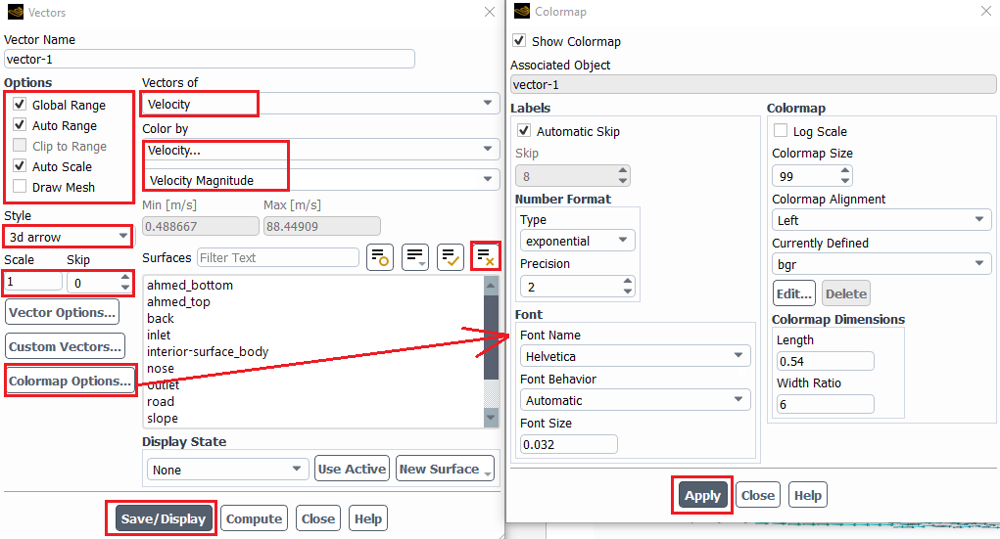 Vectors
Vector Name
vector-1
Options
Global Range
Auto Range
Clip to Range
Auto Scale
Draw Mesh
Style
3d arrow
Scale Skip
1 0
Vector Options...
Custom Vectors...
Colormap Options...
Vectors of
Velocity
Color by
Velocity...
Velocity Magnitude
Min [m/s] Max [m/s]
0.488667 88.44909
Surfaces Filter Text
ahmed_bottom
ahmed_top
back
inlet
interior-surface_body
nose
outlet
road
slope
Display State
None Use Active New Surface
Save/Display Compute Close Help
Colormap
Show Colormap
Associated Object
vector-1
Labels
Automatic Skip
Skip
8
Number Format
Type
exponential
Precision
2
Font
Font Name
Helvetica
Font Behavior
Automatic
Font Size
0.032
Colormap
Log Scale
Colormap Size
99
Colormap Alignment
Left
Currently Defined
bgr
Edit... Delete
Colormap Dimensions
Length
0.54
Width Ratio
6
Apply Close Help